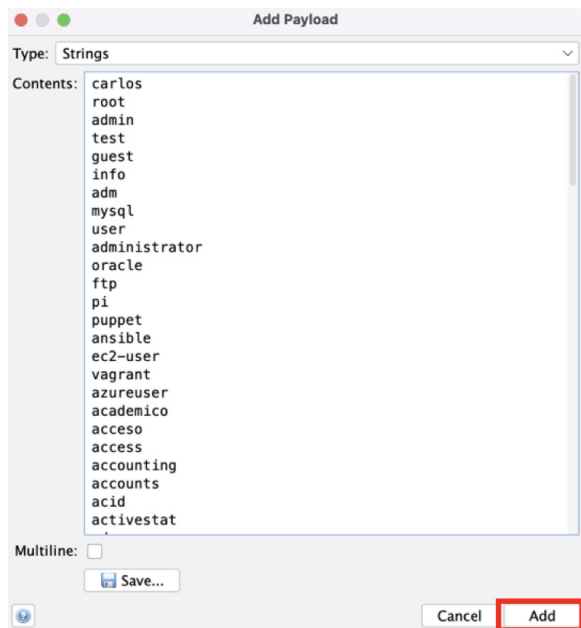 Add Payload
Type: Strings
Contents: carlos
root
admin
test
guest
info
adm
mysql
user
administrator
oracle
ftp
pi
puppet
ansible
ec2-user
vagrant
azureuser
academico
acceso
access
accounting
accounts
acid
activestat
Multiline:
Save...
Cancel Add